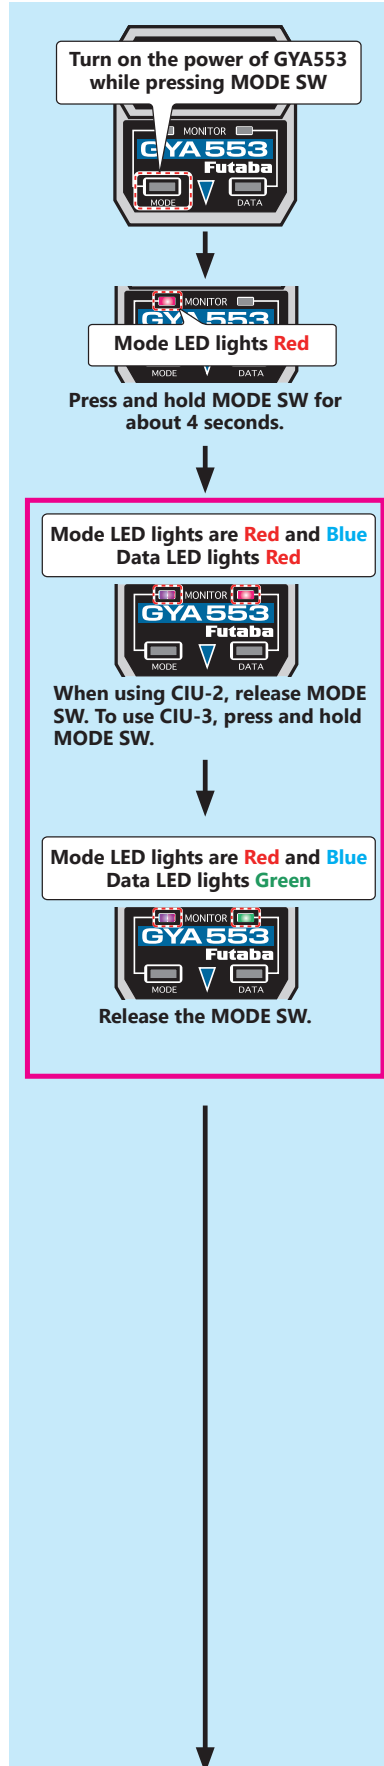 Turn on the power of GYA553
while pressing MODE SW
MONITOR
GYA553
Futaba
MODE
DATA
MONITOR
GYA553
Mode LED lights Red
MODE
DATA
Press and hold MODE SW for
about 4 seconds.
Mode LED lights are Red and Blue
Data LED lights Red
MONITOR
GYA553
Futaba
MODE
DATA
When using CIU-2, release MODE
SW. To use CIU-3, press and hold
MODE SW.
Mode LED lights are Red and Blue
Data LED lights Green
MONITOR
GYA553
Futaba
MODE
DATA
Release the MODE SW.